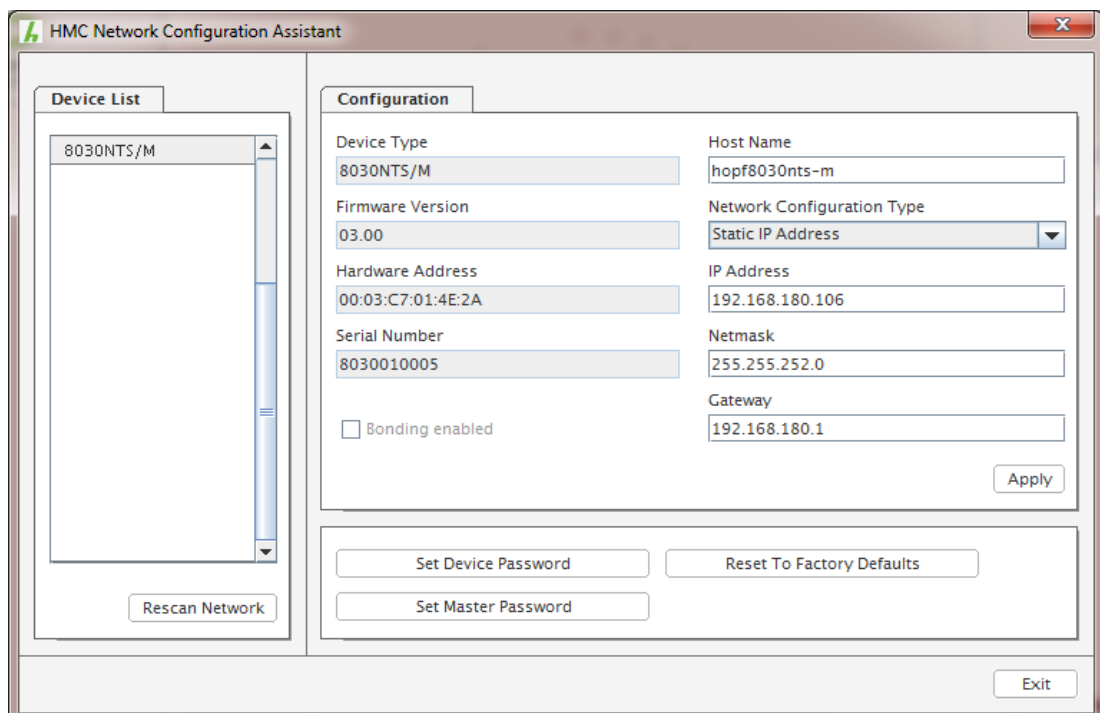 HMC Network Configuration Assistant
Device List
8030NTS/M
Rescan Network
Configuration
Device Type
8030NTS/M
Firmware Version
03.00
Hardware Address
00:03:C7:01:4E:2A
Serial Number
8030010005
Bonding enabled
Host Name
hopf8030nts-m
Network Configuration Type
Static IP Address
IP Address
192.168.180.106
Netmask
255.255.252.0
Gateway
192.168.180.1
Apply
Set Device Password
Reset To Factory Defaults
Set Master Password
Exit